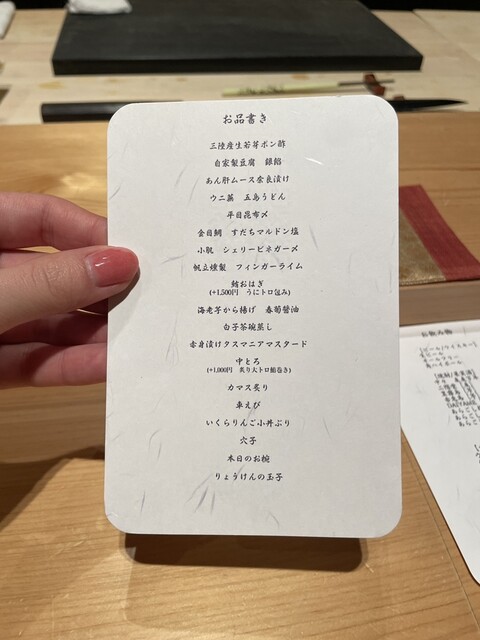 お品書き
三陸産生若芽ポン酢
自家製豆腐 銀餡
あん肝ムース奈良漬け
ウニ藁 五島うどん
平目昆布〆
金目鯛 すだちマルドン塩
小肌 シェリービネガー〆
帆立燻製 フィンガーライム
鮪おはぎ
(+1,500円 うにトロ包み)
海老芋から揚げ 春菊醤油
白子茶碗蒸し
赤身漬けタスマニアマスタード
中とろ
(+1,000円 炙り大トロ鮨巻き)
カマス炙り
車えび
いくらりんご小丼ぶり
穴子
本日のお椀
りょうけんの玉子
お飲み物